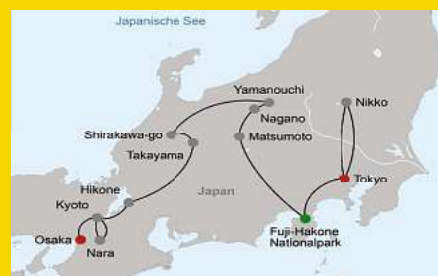 Japanische See
Yamanouchi
Nikko
Nagano
Shirakawa-go
Matsumoto
Takayama
Tokyo
Japan
Hikone
Kyoto
Fuji-Hakone
Nationalpark
Osaka
Nara